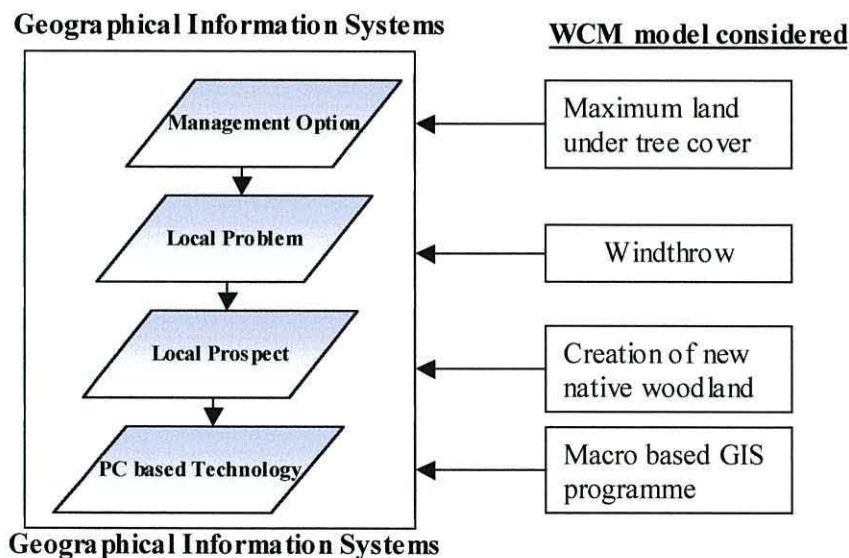 Geographical Information Systems
WCM model considered
Management Option
Maximum land
under tree cover
Local Problem
Windthrow
Local Prospect
Creation of new
native woodland
PC based Technology
Macro based GIS
programme
Geographical Information Systems